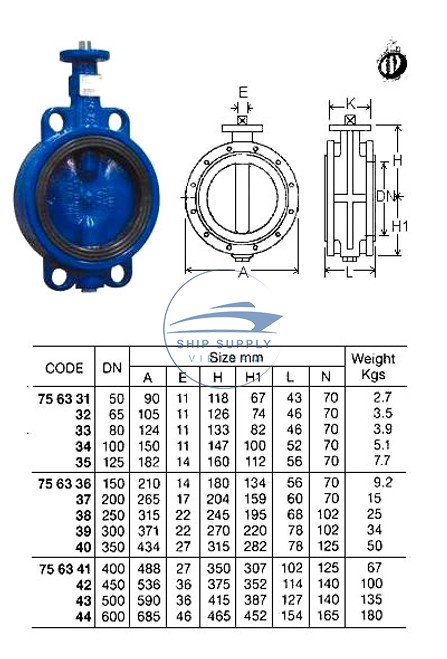 E
K
H
DN
H1
A
L
SHIP SUPPLY
CODE DN Size mm Weight Kgs
A E H H1 L N
75 63 31 50 90 11 118 67 43 70 2.7
32 65 105 11 126 74 46 70 3.5
33 80 124 11 133 82 46 70 3.9
34 100 150 11 147 100 52 70 5.1
35 125 182 14 160 112 56 70 7.7
75 63 36 150 210 14 180 134 56 70 9.2
37 200 265 17 204 159 60 70 15
38 250 315 22 245 195 68 102 25
39 300 371 22 270 220 78 102 34
40 350 434 27 315 282 78 125 50
75 63 41 400 488 27 350 307 102 125 67
42 450 536 36 375 352 114 140 100
43 500 590 36 415 387 127 140 135
44 600 685 46 465 452 154 165 180